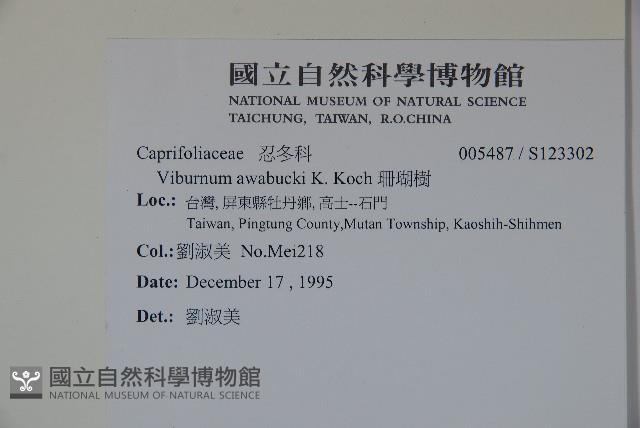 國立自然科學博物館
NATIONAL MUSEUM OF NATURAL SCIENCE
TAICHUNG, TAIWAN, R.O.CHINA
Caprifoliaceae 忍冬科 005487 / S123302
Viburnum awabucki K. Koch 珊瑚樹
Loc.: 台灣, 屏東縣牡丹鄉, 高士--石門
Taiwan, Pingtung County,Mutan Township, Kaoshih-Shihmen
Col.: 劉淑美 No.Mei218
Date: December 17 , 1995
Det.: 劉淑美
國立自然科學博物館
NATIONAL MUSEUM OF NATURAL SCIENCE